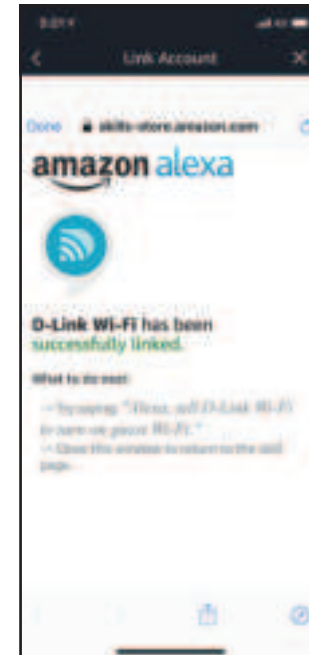 Link Account
Done skills-store.amazon.com
amazon alexa
D-Link Wi-Fi has been
successfully linked.
What to do next
→ Try saying: "Alexa, ask D-Link Wi-Fi
to turn on guest Wi-Fi."
→ Close this window to return to the skill
page.